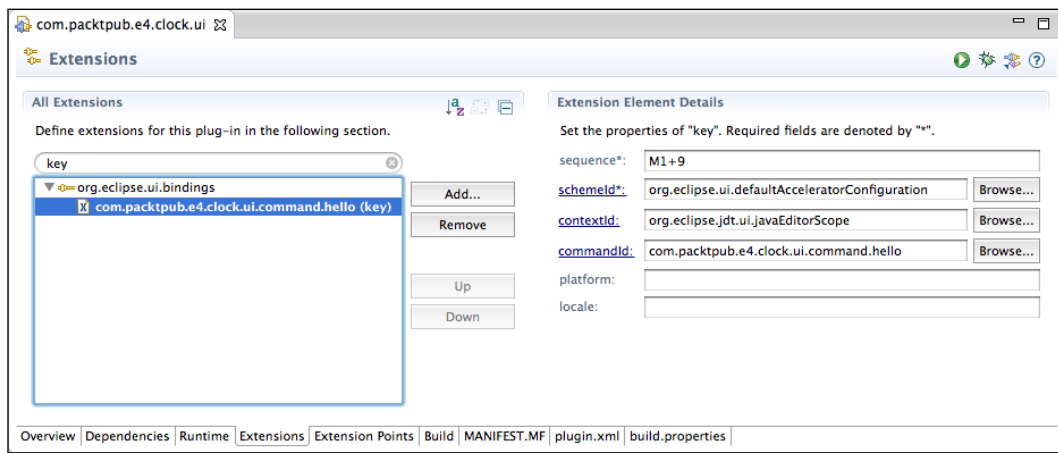 com.packtpub.e4.clock.ui
Extensions
All Extensions
Define extensions for this plug-in in the following section.
key
org.eclipse.ui.bindings
com.packtpub.e4.clock.ui.command.hello (key)
Add...
Remove
Up
Down
Extension Element Details
Set the properties of "key". Required fields are denoted by "*".
sequence*: M1+9
schemeId*: org.eclipse.ui.defaultAcceleratorConfiguration Browse...
contextId: org.eclipse.jdt.ui.javaEditorScope Browse...
commandId: com.packtpub.e4.clock.ui.command.hello Browse...
platform:
locale:
Overview Dependencies Runtime Extensions Extension Points Build MANIFEST.MF plugin.xml build.properties